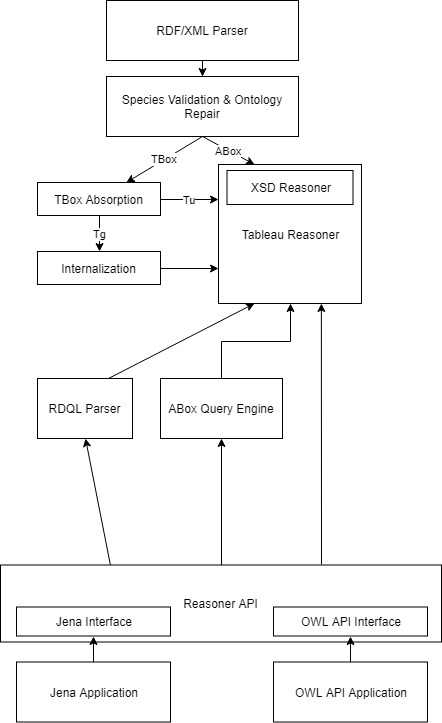 RDF/XML Parser
Species Validation & Ontology
Repair
TBox
ABox
XSD Reasoner
TBox Absorption
Tu
Tableau Reasoner
Tg
Internalization
RDQL Parser
ABox Query Engine
Reasoner API
Jena Interface
OWL API Interface
Jena Application
OWL API Application